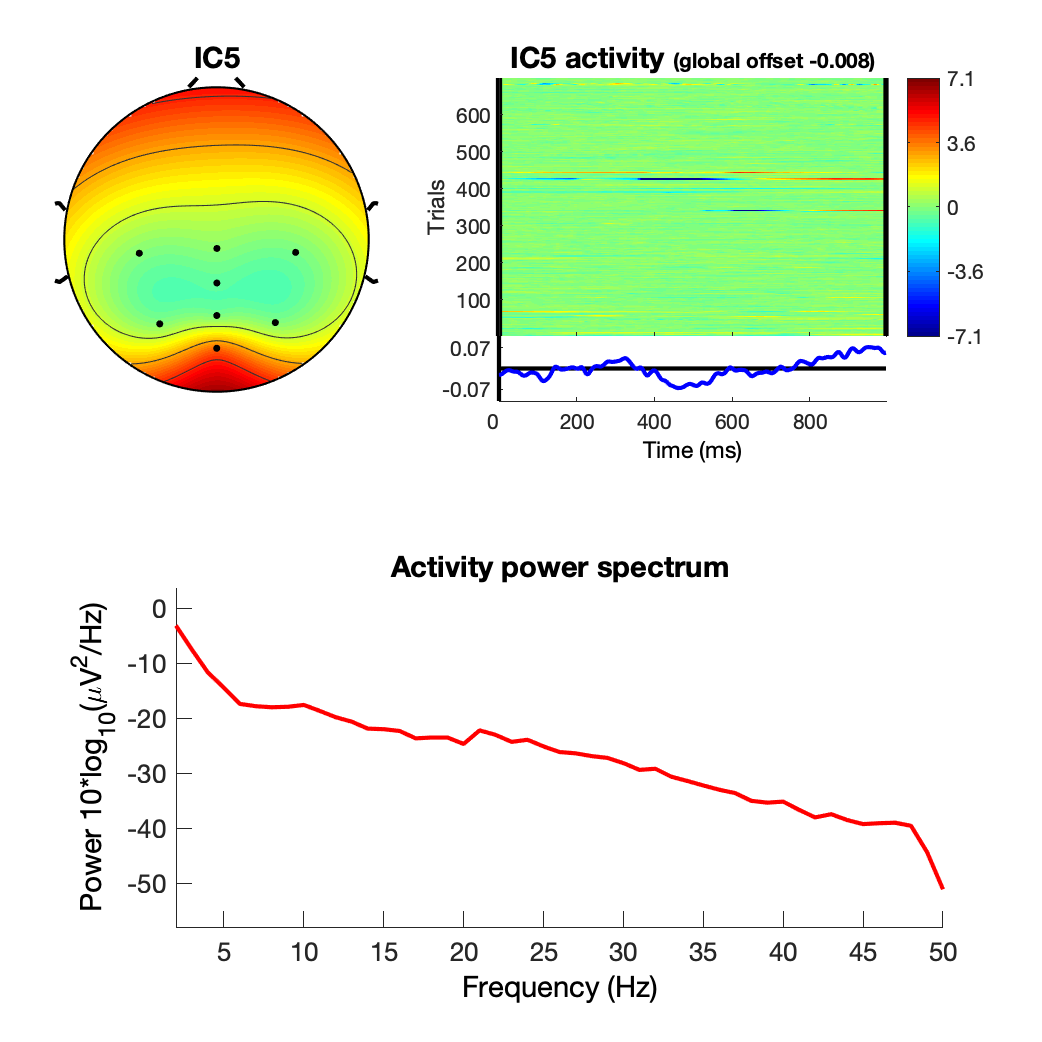 IC5
IC5 activity (global offset -0.008)
Trials
600
500
400
300
200
100
0.07
-0.07
0 200 400 600 800
Time (ms)
7.1
3.6
0
-3.6
-7.1
Activity power spectrum
Power 10*log10(μV2/Hz)
0
-10
-20
-30
-40
-50
5 10 15 20 25 30 35 40 45 50
Frequency (Hz)